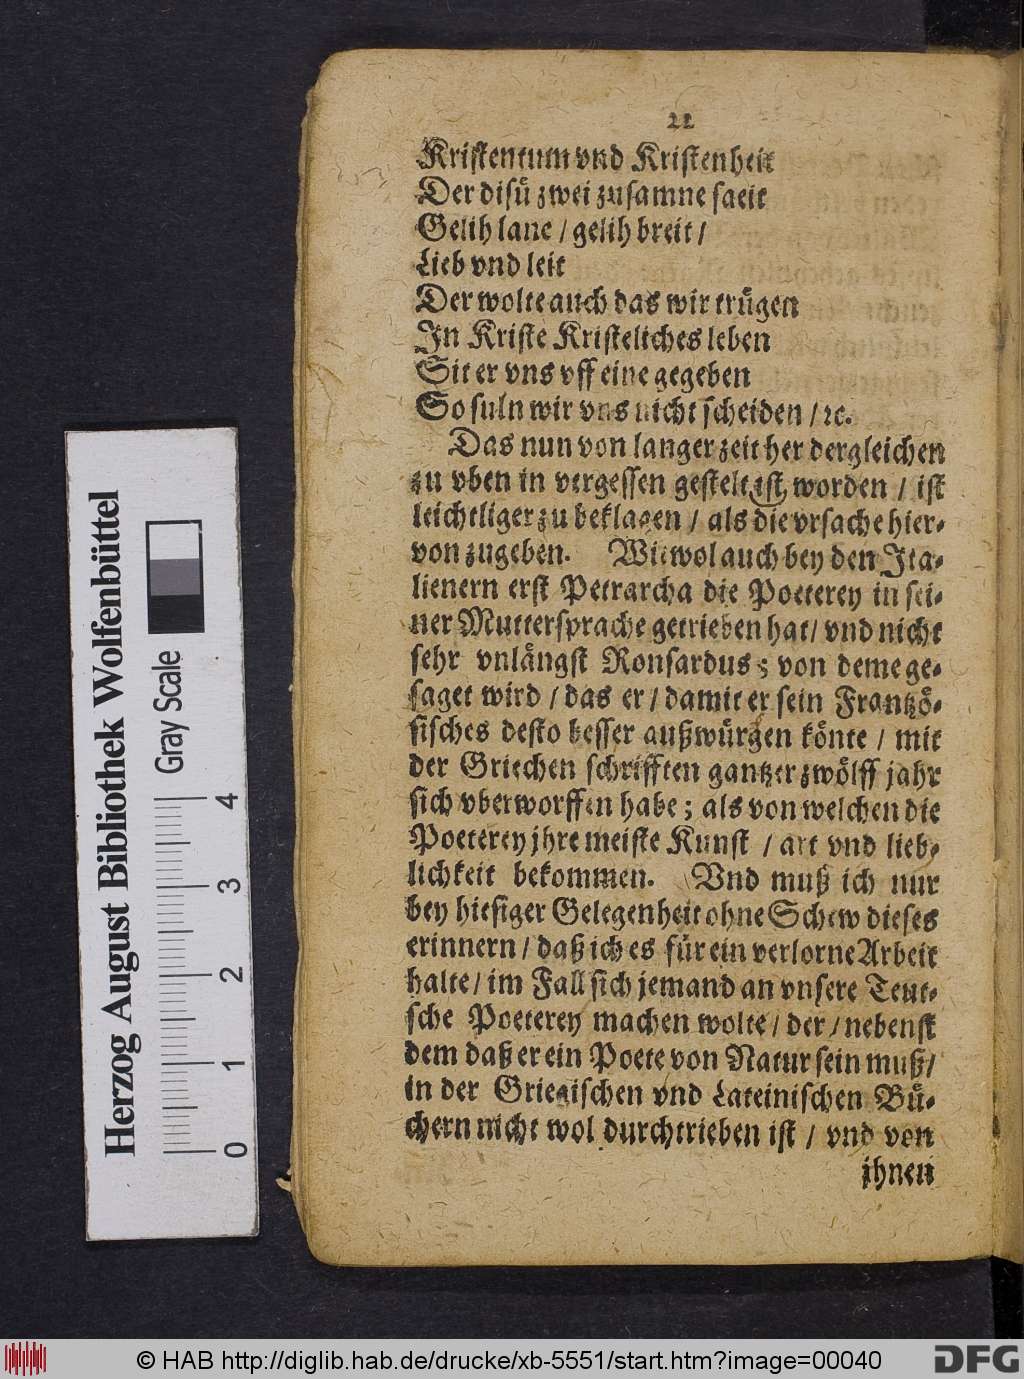 22
Kristentum vnd Kristenheit
Der disü zwei zusamne saeit
Gelih lanc / gelih breit /
Lieb vnd leit
Der wolte auch das wir trügen
In Kriste Kristeliches leben
Sit er vns vff eine gegeben
So suln wir vns nicht scheiden / ꝛc.
Das nun von langer zeit her dergleichen
zu vben in vergessen gestelt ist worden / ist
leichtliger zu beklagen / als die vrsache hier-
von zugeben. Wiewol auch bey den Ita-
lienern erst Petrarcha die Poeterey in sei-
ner Muttersprache getrieben hat / vnd nicht
sehr vnlängst Ronsardus; von deme ge-
saget wird / das er / damit er sein Frantzö-
sisches desto besser außwürgen könte / mit
der Griechen schrifften gantzer zwölff jahr
sich vberworffen habe; als von welchen die
Poeterey jhre meiste Kunst / art vnd lieb-
lichkeit bekommen. Vnd muß ich nur
bey hiesiger Gelegenheit ohne Schew dieses
erinnern / daß ich es für ein verlorne Arbeit
halte / im Fall sich jemand an vnsere Teut-
sche Poeterey machen wolte / der / nebenst
dem daß er ein Poete von Natur sein muß /
in der Griegischen vnd Lateinischen Bü-
chern nicht wol durchtrieben ist / vnd von
jhnen
Herzog August Bibliothek Wolfenbüttel
Gray Scale
0 1 2 3 4
© HAB http://diglib.hab.de/drucke/xb-5551/start.htm?image=00040
DFG